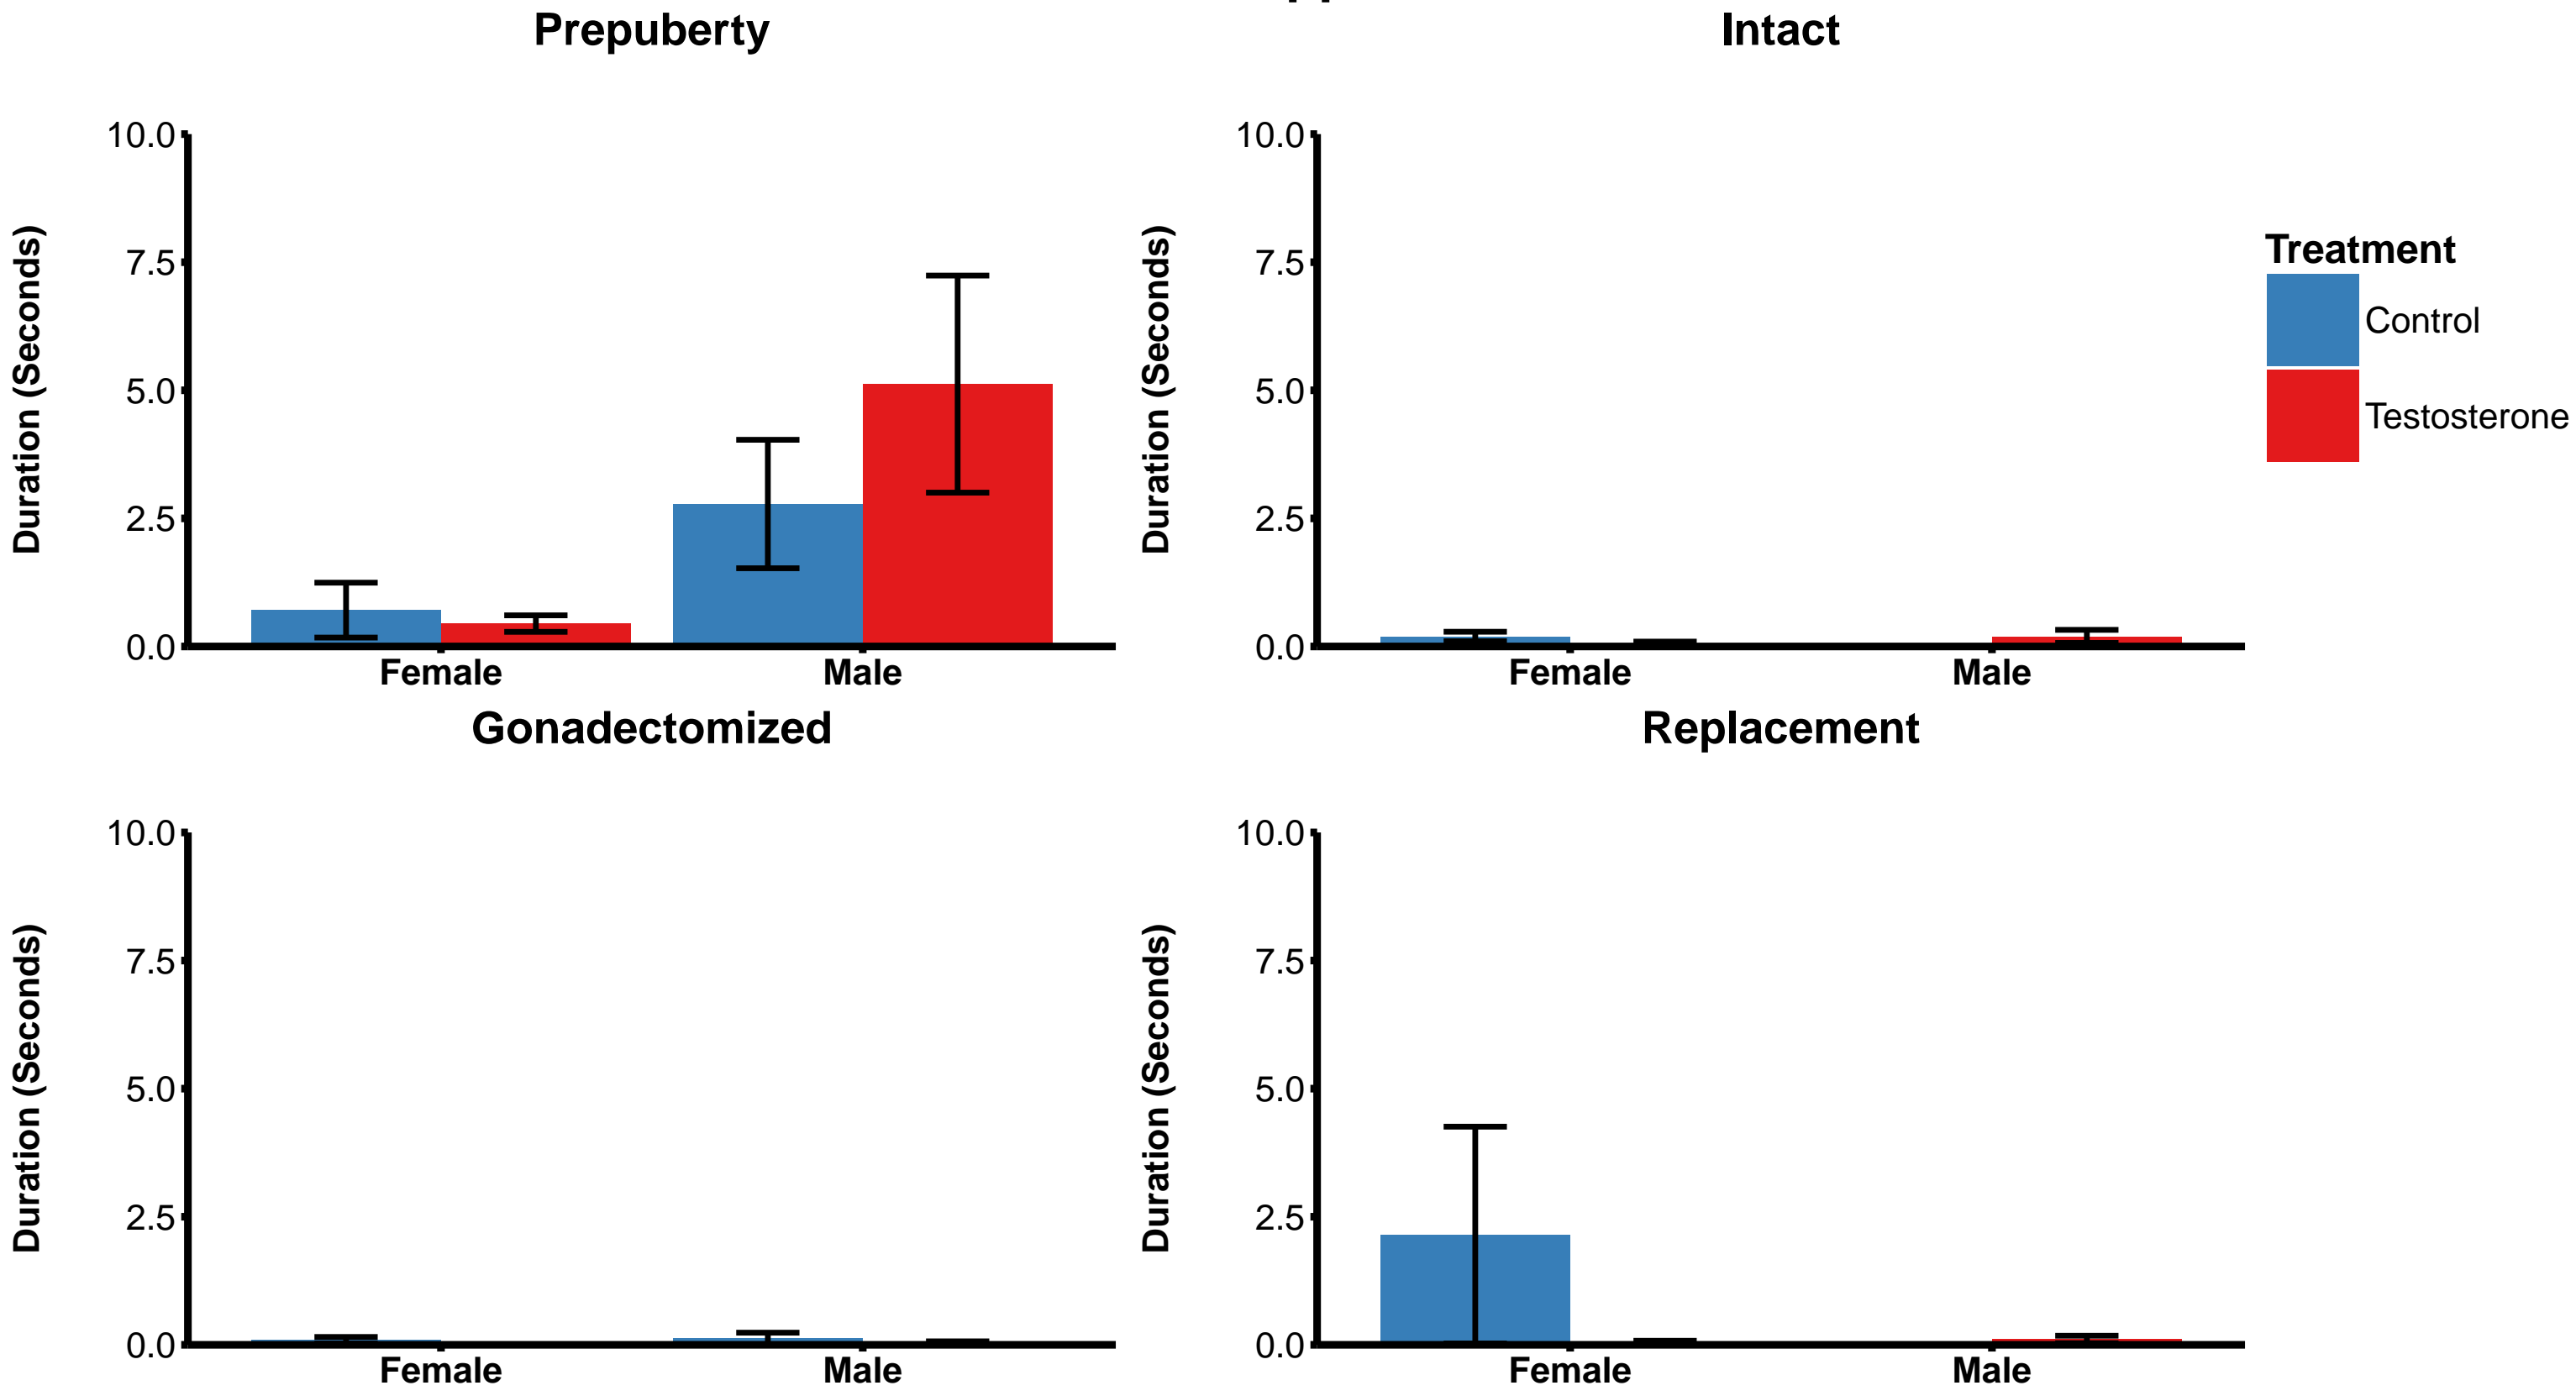 Prepuberty
Intact
Duration (Seconds)
10.0
7.5
5.0
2.5
0.0
Female
Male
Duration (Seconds)
10.0
7.5
5.0
2.5
0.0
Female
Male
Treatment
Control
Testosterone
Gonadectomized
Replacement
Duration (Seconds)
10.0
7.5
5.0
2.5
0.0
Female
Male
Duration (Seconds)
10.0
7.5
5.0
2.5
0.0
Female
Male